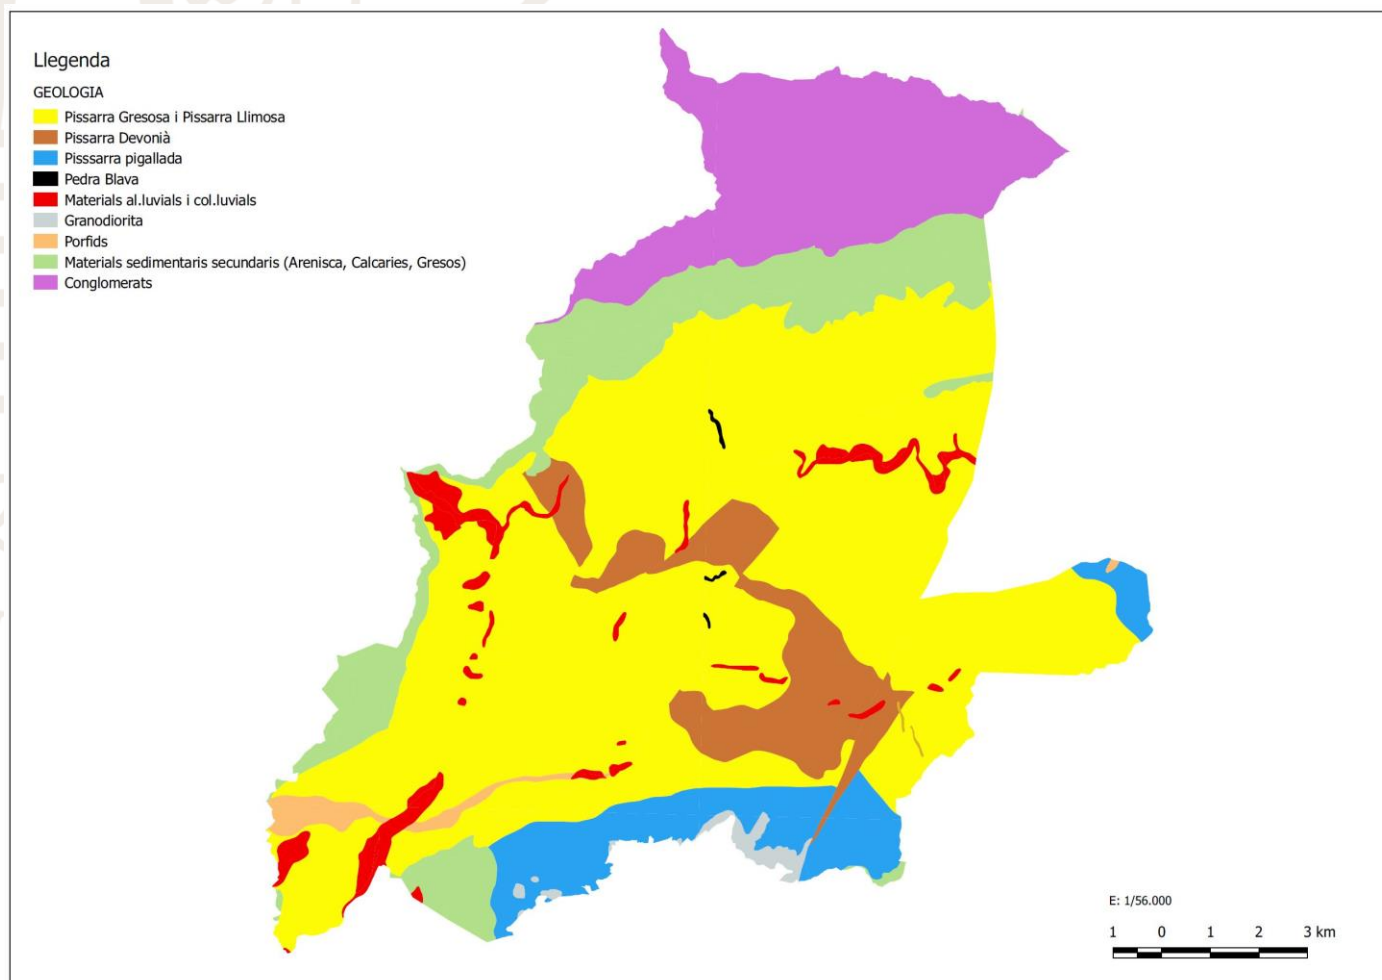 Llegenda
GEOLOGIA
Pissarra Gresosa i Pissarra Llimosa
Pissarra Devonià
Pisssarra pigallada
Pedra Blava
Materials al.luvials i col.luvials
Granodiorita
Porfids
Materials sedimentaris secundaris (Arenisca, Calcaries, Gresos)
Conglomerats
E: 1/56.000
1 0 1 2 3 km